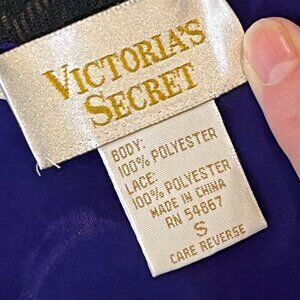 VICTORIA'S
SECRET
BODY:
100% POLYESTER
LACE:
100% POLYESTER
MADE IN CHINA
RN 54867
S
CARE REVERSE